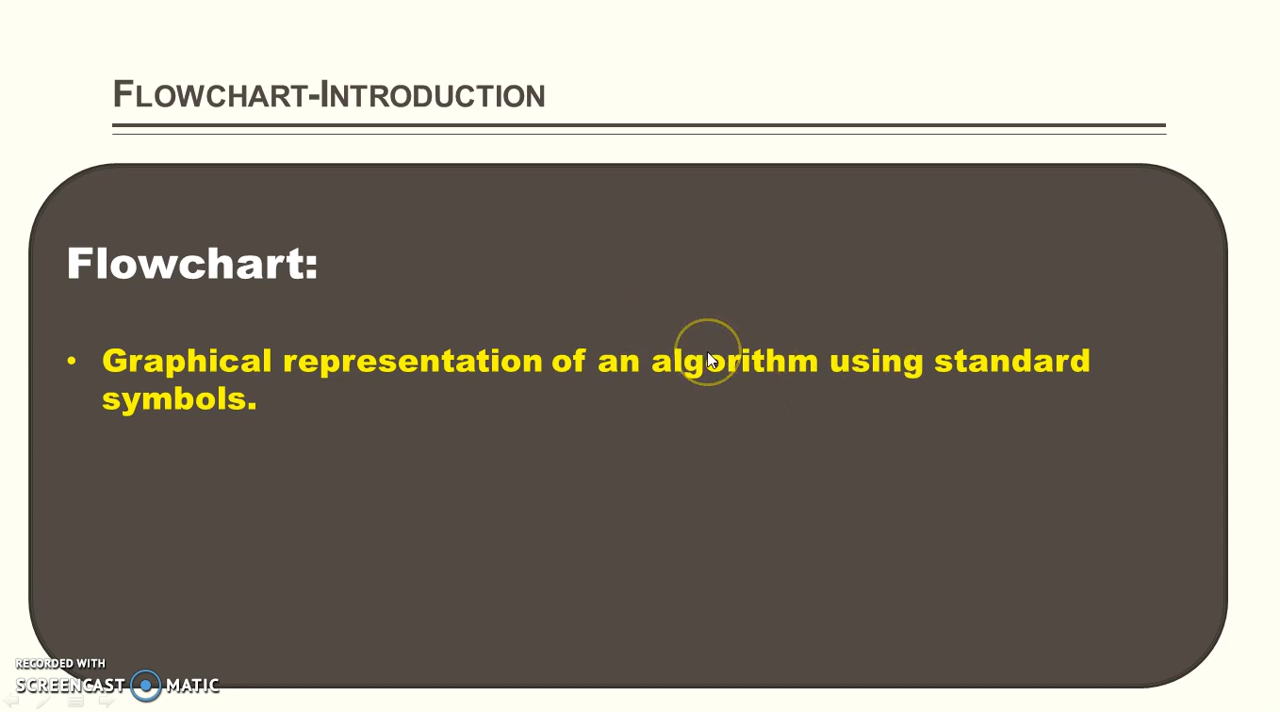 FLOWCHART-INTRODUCTION
Flowchart:
• Graphical representation of an algorithm using standard
symbols.
RECORDED WITH
SCREENCAST MATIC